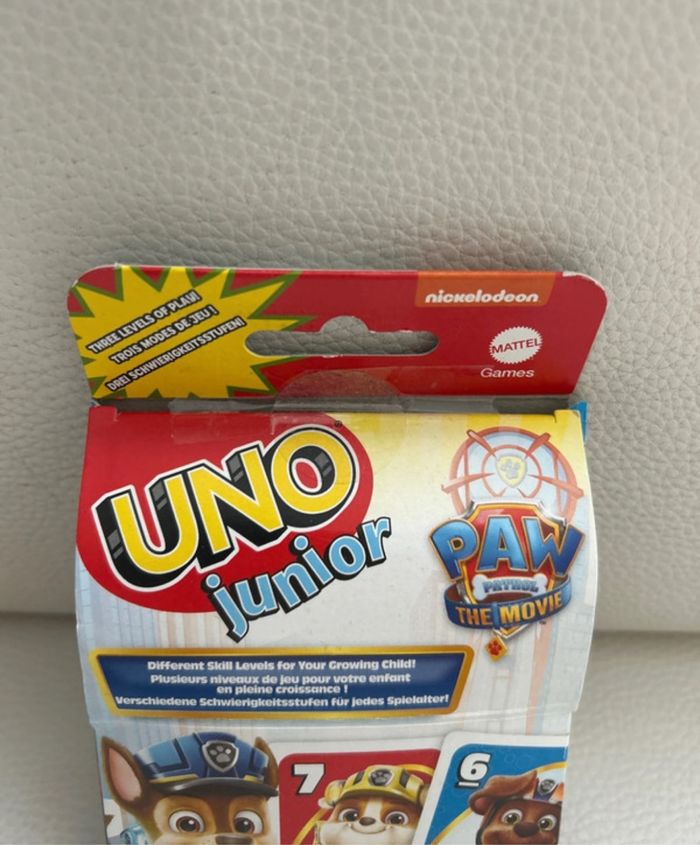 nickelodeon
THREE LEVELS OF PLAY!
TROIS MODES DE JEU !
DREI SCHWIERIGKEITSSTUFEN!
MATTEL
Games
UNO
junior
PAW
PATROL
THE MOVIE
Different Skill Levels for Your Growing Child!
Plusieurs niveaux de jeu pour votre enfant
en pleine croissance !
Verschiedene Schwierigkeitsstufen für jedes Spielalter!
7
6